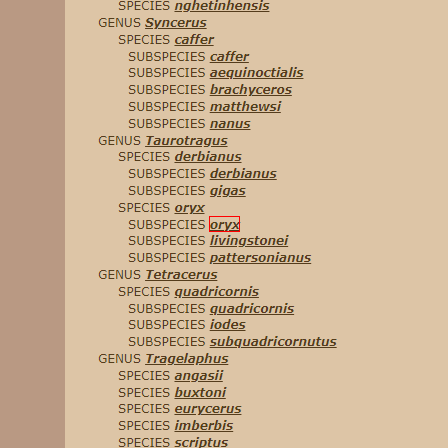 SPECIES nghetinhensis
GENUS Syncerus
SPECIES caffer
SUBSPECIES caffer
SUBSPECIES aequinoctialis
SUBSPECIES brachyceros
SUBSPECIES matthewsi
SUBSPECIES nanus
GENUS Taurotragus
SPECIES derbianus
SUBSPECIES derbianus
SUBSPECIES gigas
SPECIES oryx
SUBSPECIES oryx
SUBSPECIES livingstonei
SUBSPECIES pattersonianus
GENUS Tetracerus
SPECIES quadricornis
SUBSPECIES quadricornis
SUBSPECIES iodes
SUBSPECIES subquadricornutus
GENUS Tragelaphus
SPECIES angasii
SPECIES buxtoni
SPECIES eurycerus
SPECIES imberbis
SPECIES scriptus